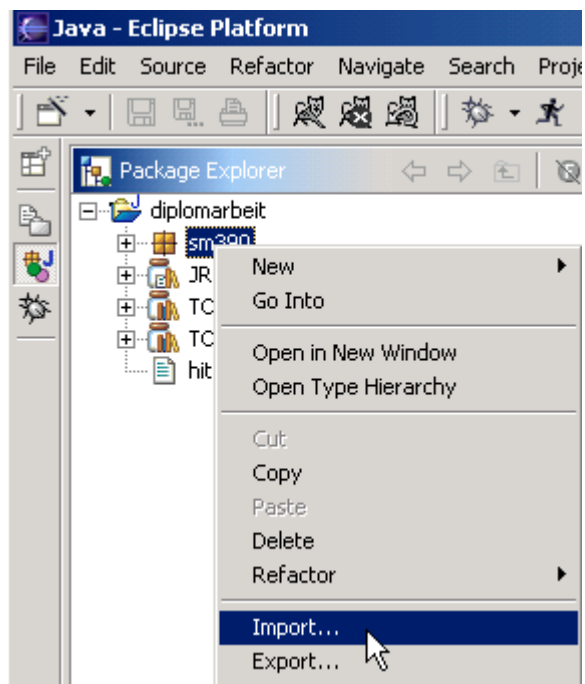 Java - Eclipse Platform
File Edit Source Refactor Navigate Search Proje
Package Explorer
diplomarbeit
sm390
JR
TC
TC
hit
New
Go Into
Open in New Window
Open Type Hierarchy
Cut
Copy
Paste
Delete
Refactor
Import...
Export...